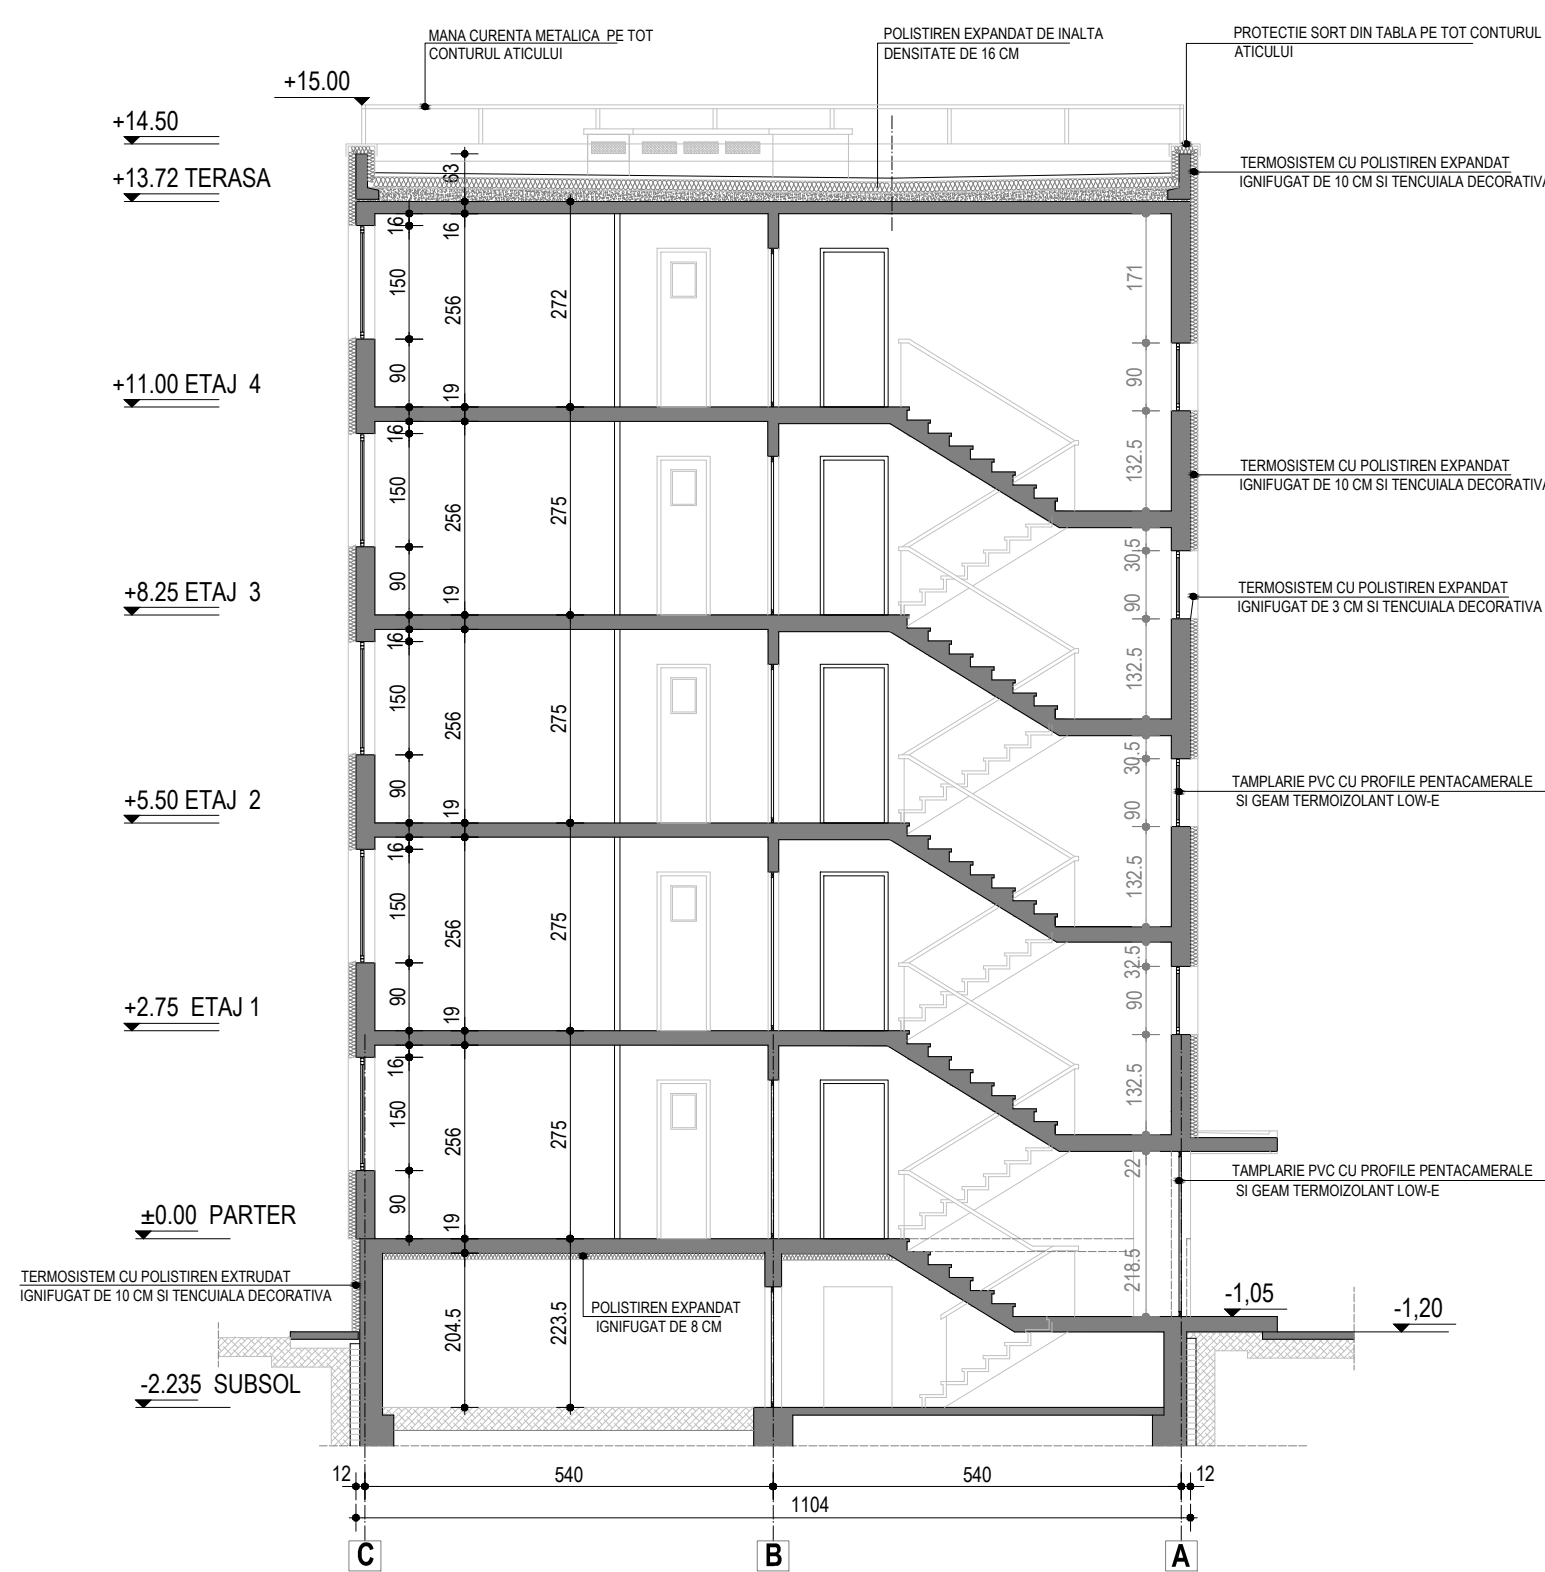 MANA CURENTA METALICA PE TOT
CONTURUL ATICULUI
POLISTIREN EXPANDAT DE INALTA
DENSITATE DE 16 CM
PROTECTIE SORT DIN TABLA PE TOT CONTURUL
ATICULUI
+15.00
+14.50
+13.72 TERASA
63
TERMOSISTEM CU POLISTIREN EXPANDAT
IGNIFUGAT DE 10 CM SI TENCUIALA DECORATIVA
16
16
150
256
272
171
90
19
90
+11.00 ETAJ 4
16
150
256
275
132.5
TERMOSISTEM CU POLISTIREN EXPANDAT
IGNIFUGAT DE 10 CM SI TENCUIALA DECORATIVA
30.5
90
19
90
+8.25 ETAJ 3
TERMOSISTEM CU POLISTIREN EXPANDAT
IGNIFUGAT DE 3 CM SI TENCUIALA DECORATIVA
16
150
256
275
132.5
30.5
90
19
90
+5.50 ETAJ 2
TAMPLARIE PVC CU PROFILE PENTACAMERALE
SI GEAM TERMOIZOLANT LOW-E
16
150
256
275
132.5
32.5
90
19
90
+2.75 ETAJ 1
16
150
256
275
132.5
22
TAMPLARIE PVC CU PROFILE PENTACAMERALE
SI GEAM TERMOIZOLANT LOW-E
90
19
±0.00 PARTER
218.5
TERMOSISTEM CU POLISTIREN EXTRUDAT
IGNIFUGAT DE 10 CM SI TENCUIALA DECORATIVA
POLISTIREN EXPANDAT
IGNIFUGAT DE 8 CM
204.5
223.5
-1,05
-1,20
-2.235 SUBSOL
12
540
540
12
1104
C
B
A